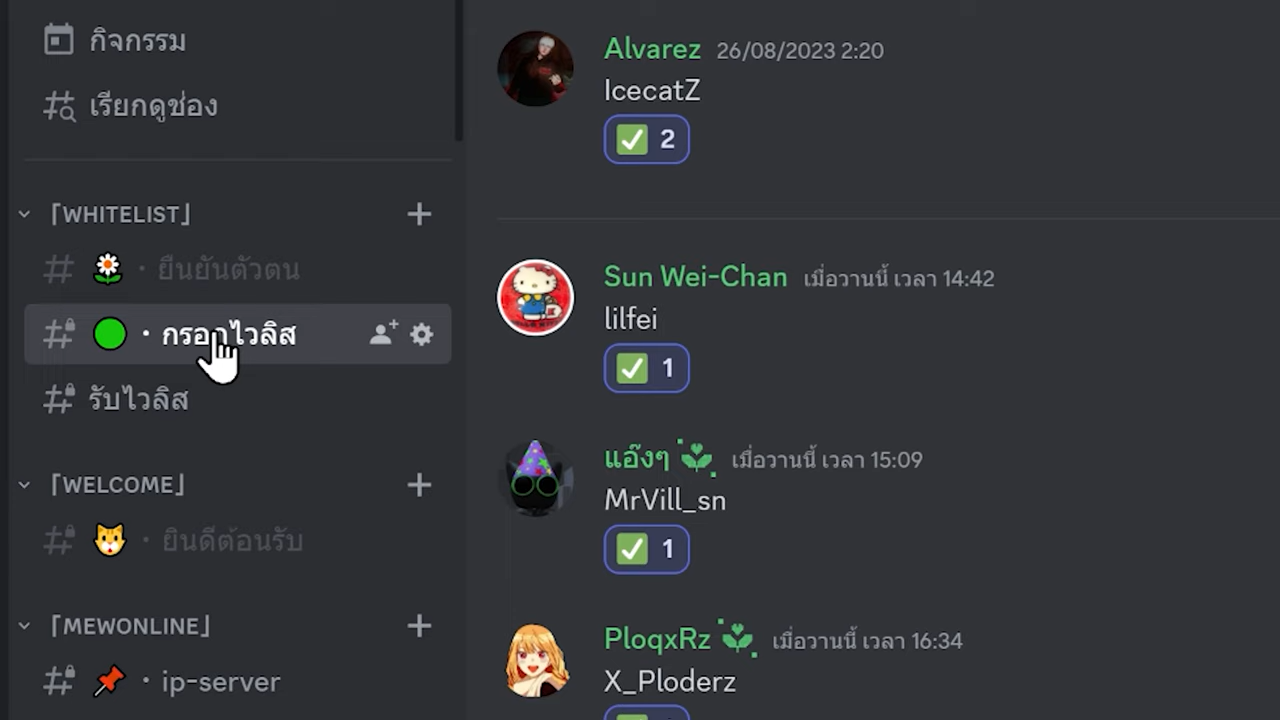 กิจกรรม
เรียกดูช่อง
「WHITELIST」
・ยืนยันตัวตน
・กรอกไวลิส
รับไวลิส
「WELCOME」
・ยินดีต้อนรับ
「MEWONLINE」
・ip-server
Alvarez 26/08/2023 2:20
IcecatZ
2
Sun Wei-Chan เมื่อวานนี้ เวลา 14:42
lilfei
1
แอ๊งๆ เมื่อวานนี้ เวลา 15:09
MrVill_sn
1
PloqxRz เมื่อวานนี้ เวลา 16:34
X_Ploderz